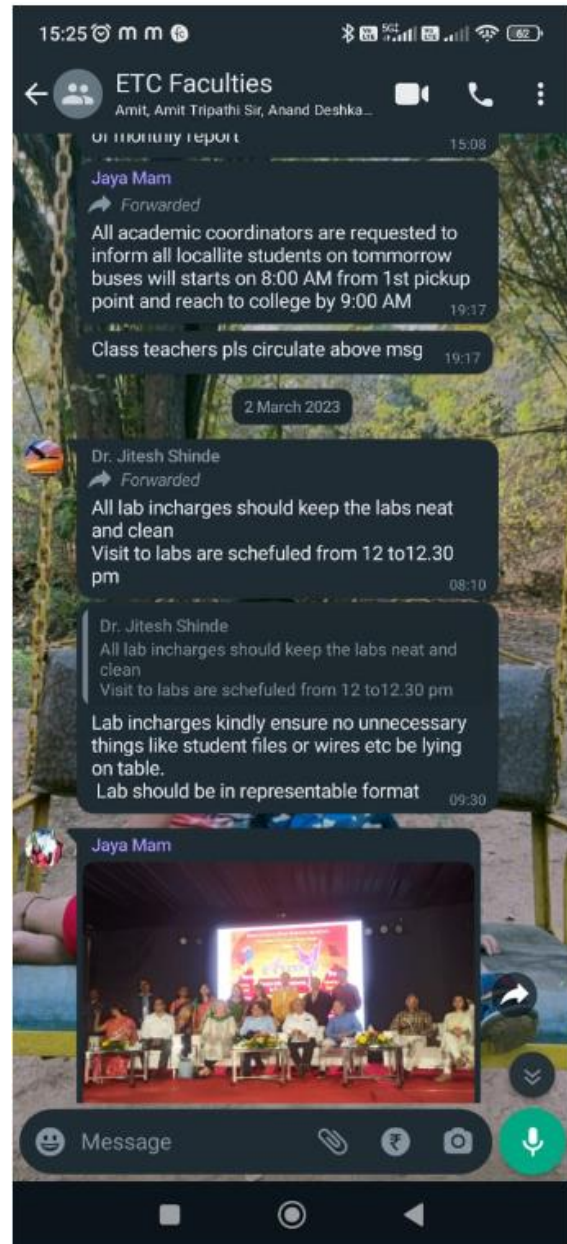 15:25
62
ETC Faculties
Amit, Amit Tripathi Sir, Anand Deshka...
of monthly report
15:08
Jaya Mam
Forwarded
All academic coordinators are requested to
inform all locallite students on tommorrow
buses will starts on 8:00 AM from 1st pickup
point and reach to college by 9:00 AM
19:17
Class teachers pls circulate above msg
19:17
2 March 2023
Dr. Jitesh Shinde
Forwarded
All lab incharges should keep the labs neat
and clean
Visit to labs are schefuled from 12 to12.30
pm
08:10
Dr. Jitesh Shinde
All lab incharges should keep the labs neat and
clean
Visit to labs are schefuled from 12 to12.30 pm
Lab incharges kindly ensure no unnecessary
things like student files or wires etc be lying
on table.
Lab should be in representable format
09:30
Jaya Mam
Message